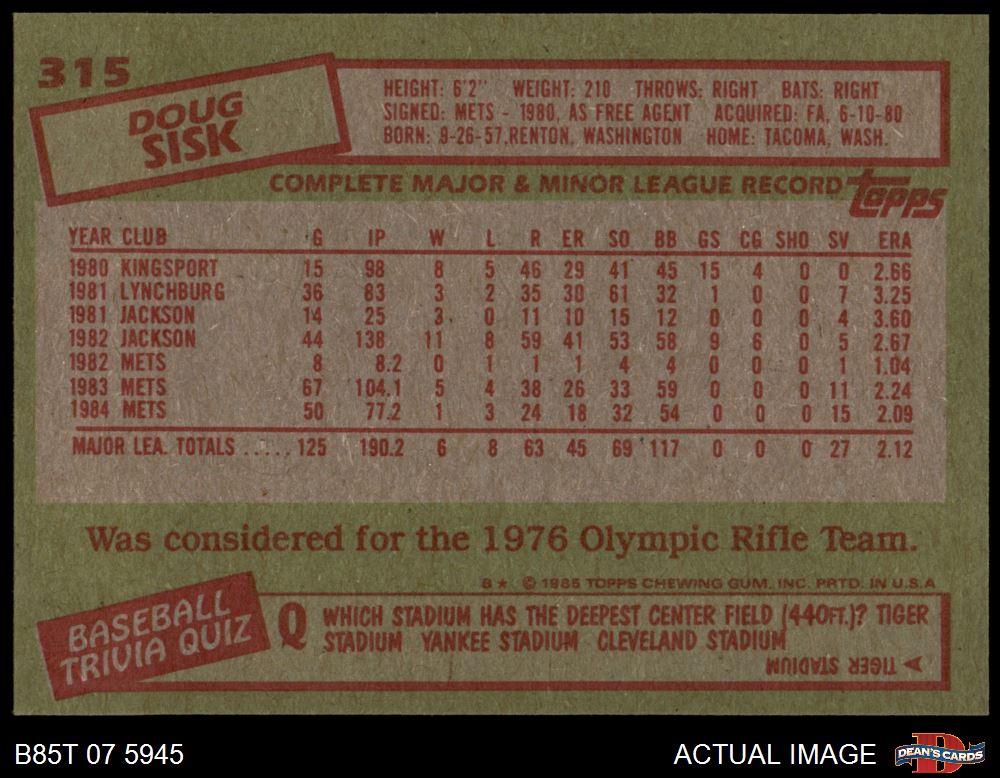 315
DOUG
SISK
HEIGHT: 6'2" WEIGHT: 210 THROWS: RIGHT BATS: RIGHT
SIGNED: METS - 1980, AS FREE AGENT ACQUIRED: FA, 6-10-80
BORN: 9-26-57, RENTON, WASHINGTON HOME: TACOMA, WASH.
COMPLETE MAJOR & MINOR LEAGUE RECORD
topps
YEAR CLUB G IP W L R ER SO BB GS CG SHO SV ERA
1980 KINGSPORT 15 98 8 5 46 29 41 45 15 4 0 0 2.66
1981 LYNCHBURG 36 83 3 2 35 30 61 32 1 0 0 7 3.25
1981 JACKSON 14 25 3 0 11 10 15 12 0 0 0 4 3.60
1982 JACKSON 44 138 11 8 59 41 53 58 9 6 0 5 2.67
1982 METS 8 8.2 0 1 1 1 4 4 0 0 0 1 1.04
1983 METS 67 104.1 5 4 38 26 33 59 0 0 0 11 2.24
1984 METS 50 77.2 1 3 24 18 32 54 0 0 0 15 2.09
MAJOR LEA. TOTALS ..... 125 190.2 6 8 63 45 69 117 0 0 0 27 2.12
Was considered for the 1976 Olympic Rifle Team.
B★ © 1985 TOPPS CHEWING GUM, INC. PRTD. IN U.S.A
BASEBALL
TRIVIA QUIZ
Q WHICH STADIUM HAS THE DEEPEST CENTER FIELD (440FT.)? TIGER
STADIUM YANKEE STADIUM CLEVELAND STADIUM
TIGER STADIUM
B85T 07 5945
ACTUAL IMAGE
D
DEAN'S CARDS